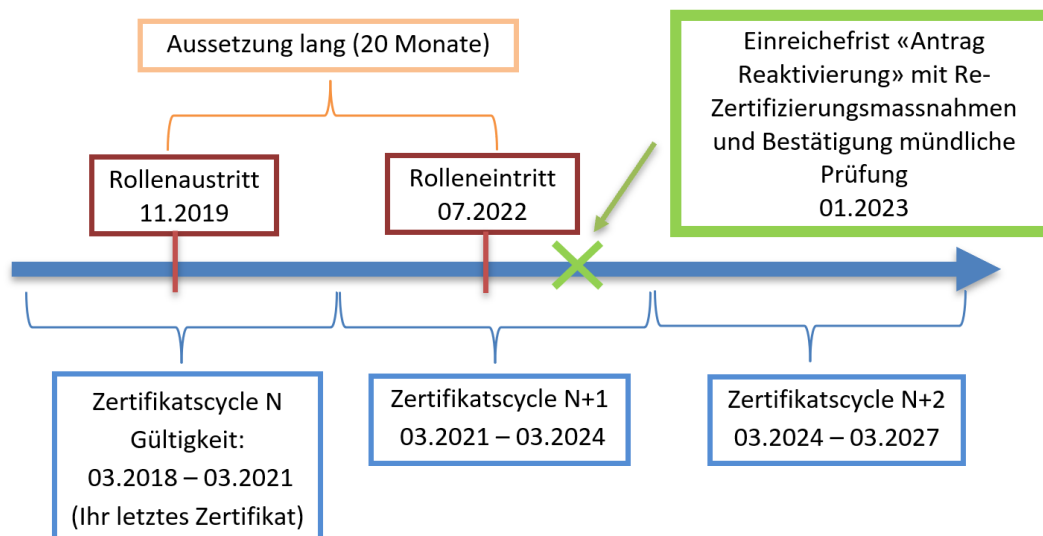 Aussetzung lang (20 Monate)
Einreichefrist «Antrag
Reaktivierung» mit Re-
Zertifizierungsmassnahmen
und Bestätigung mündliche
Prüfung
01.2023
Rollenaustritt
11.2019
Rolleneintritt
07.2022
Zertifikatscycle N
Gültigkeit:
03.2018 – 03.2021
(Ihr letztes Zertifikat)
Zertifikatscycle N+1
03.2021 – 03.2024
Zertifikatscycle N+2
03.2024 – 03.2027